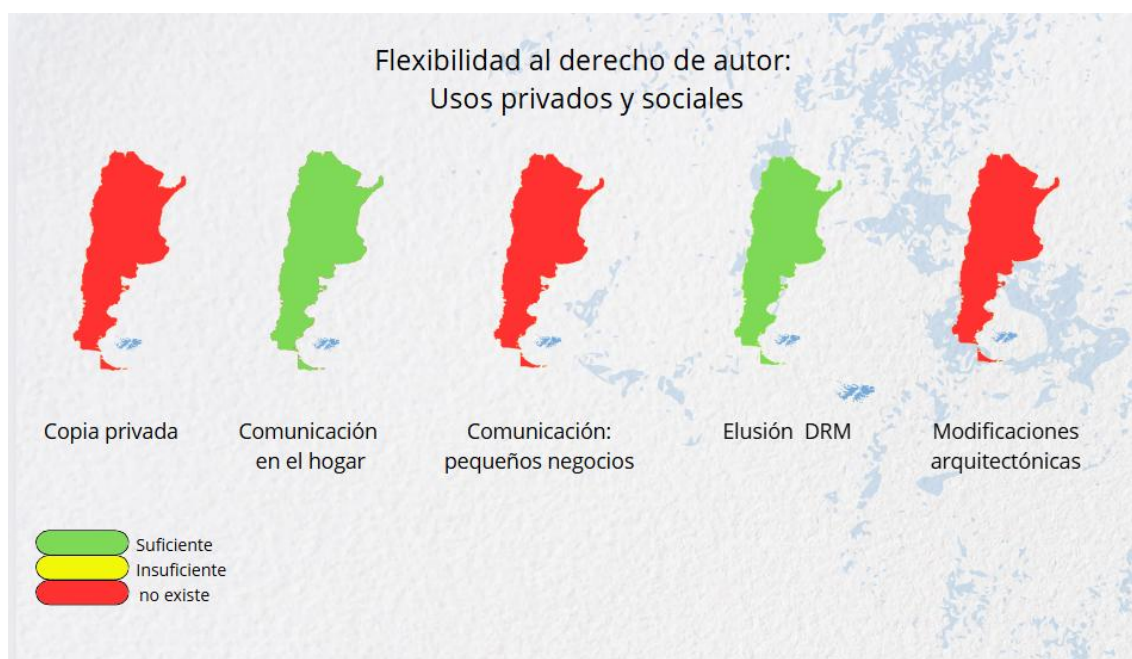 Flexibilidad al derecho de autor:
Usos privados y sociales
Copia privada
Comunicación
en el hogar
Comunicación:
pequeños negocios
Elusión DRM
Modificaciones
arquitectónicas
Suficiente
Insuficiente
no existe